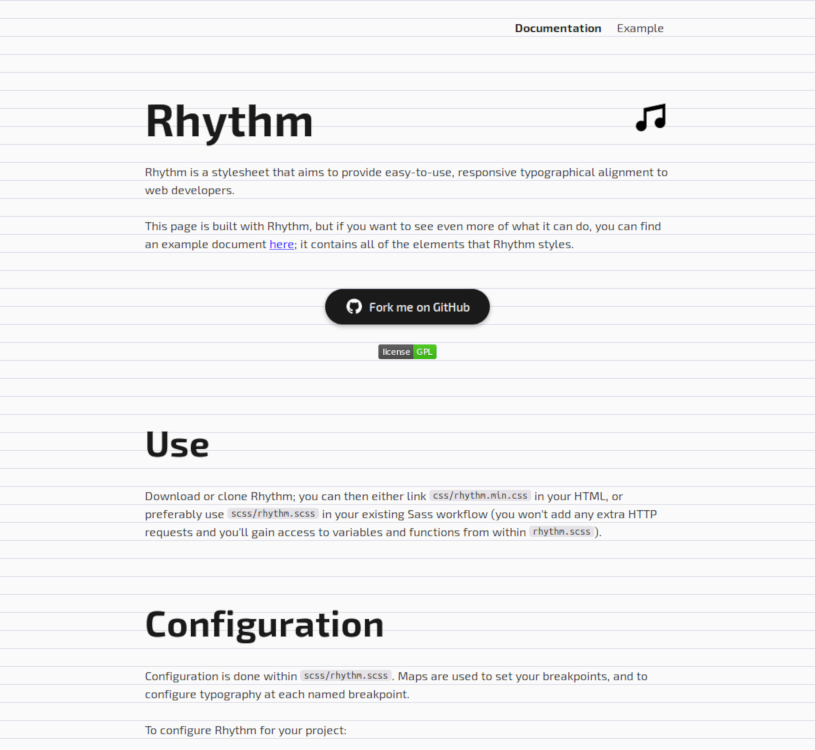 Documentation Example
Rhythm
Rhythm is a stylesheet that aims to provide easy-to-use, responsive typographical alignment to
web developers.
This page is built with Rhythm, but if you want to see even more of what it can do, you can find
an example document here; it contains all of the elements that Rhythm styles.
Fork me on GitHub
license GPL
Use
Download or clone Rhythm; you can then either link css/rhythm.min.css in your HTML, or
preferably use scss/rhythm.scss in your existing Sass workflow (you won't add any extra HTTP
requests and you'll gain access to variables and functions from within rhythm.scss).
Configuration
Configuration is done within scss/rhythm.scss. Maps are used to set your breakpoints, and to
configure typography at each named breakpoint.
To configure Rhythm for your project: